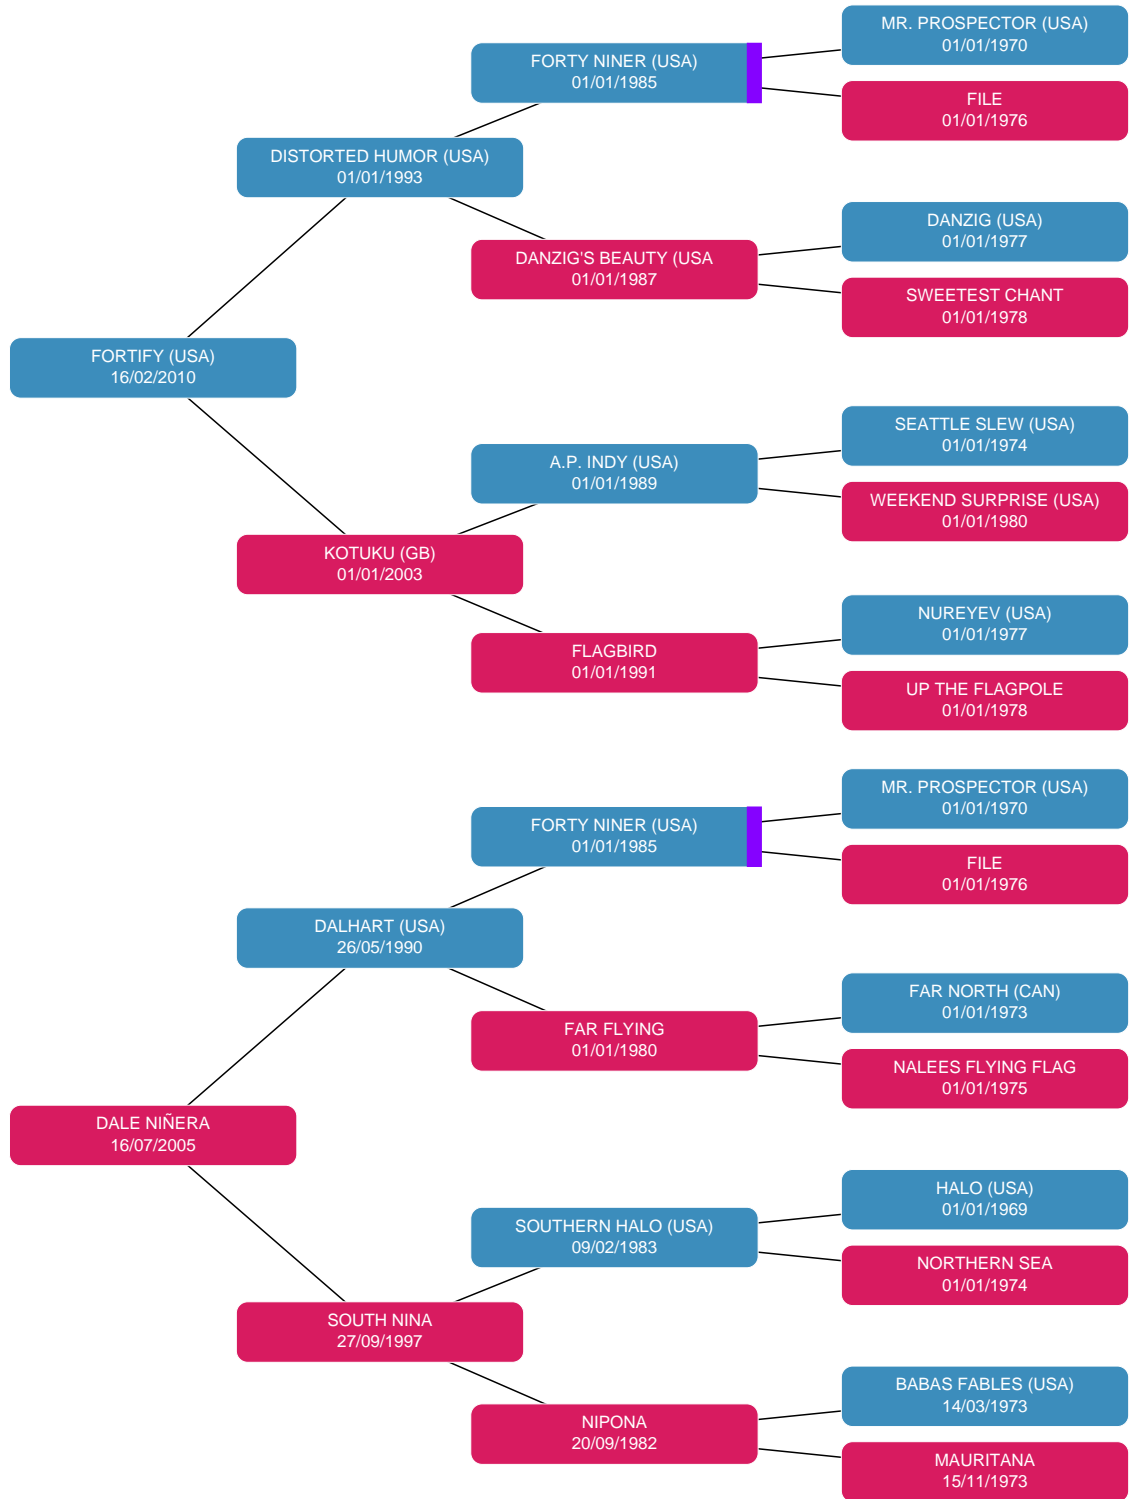 MR. PROSPECTOR (USA)
01/01/1970
FORTY NINER (USA)
01/01/1985
FILE
01/01/1976
DISTORTED HUMOR (USA)
01/01/1993
DANZIG (USA)
01/01/1977
DANZIG'S BEAUTY (USA
01/01/1987
SWEETEST CHANT
01/01/1978
FORTIFY (USA)
16/02/2010
SEATTLE SLEW (USA)
01/01/1974
A.P. INDY (USA)
01/01/1989
WEEKEND SURPRISE (USA)
01/01/1980
KOTUKU (GB)
01/01/2003
NUREYEV (USA)
01/01/1977
FLAGBIRD
01/01/1991
UP THE FLAGPOLE
01/01/1978
MR. PROSPECTOR (USA)
01/01/1970
FORTY NINER (USA)
01/01/1985
FILE
01/01/1976
DALHART (USA)
26/05/1990
FAR NORTH (CAN)
01/01/1973
FAR FLYING
01/01/1980
NALEES FLYING FLAG
01/01/1975
DALE NIÑERA
16/07/2005
HALO (USA)
01/01/1969
SOUTHERN HALO (USA)
09/02/1983
NORTHERN SEA
01/01/1974
SOUTH NINA
27/09/1997
BABAS FABLES (USA)
14/03/1973
NIPONA
20/09/1982
MAURITANA
15/11/1973